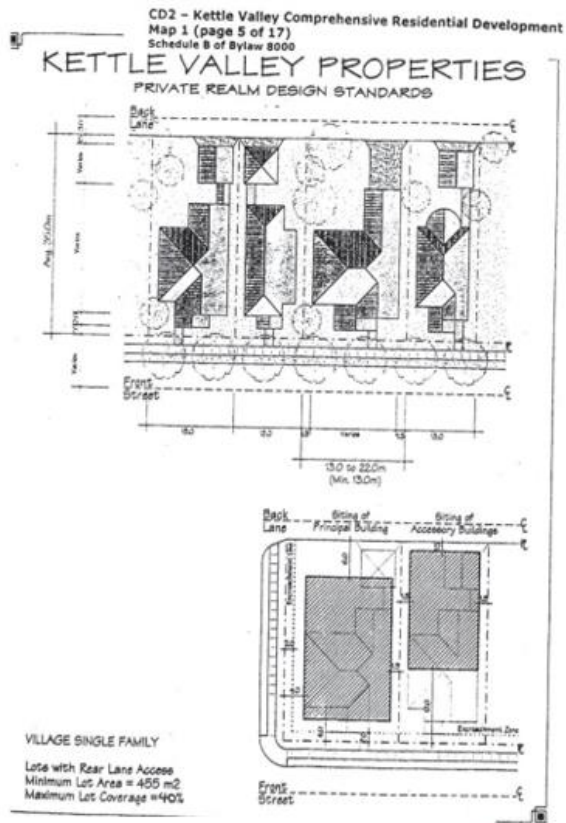 CD2 – Kettle Valley Comprehensive Residential Development
Map 1 (page 5 of 17)
Schedule B of Bylaw 8000
KETTLE VALLEY PROPERTIES
PRIVATE REALM DESIGN STANDARDS
Back
Lane
Front
Street
Varies
13.0 to 22.0m
(Min. 13.0m)
Back
Lane
Siting of
Principal Building
Siting of
Accessory Buildings
Encroachment Zone
Front
Street
VILLAGE SINGLE FAMILY
Lots with Rear Lane Access
Minimum Lot Area = 455 m2
Maximum Lot Coverage =40%